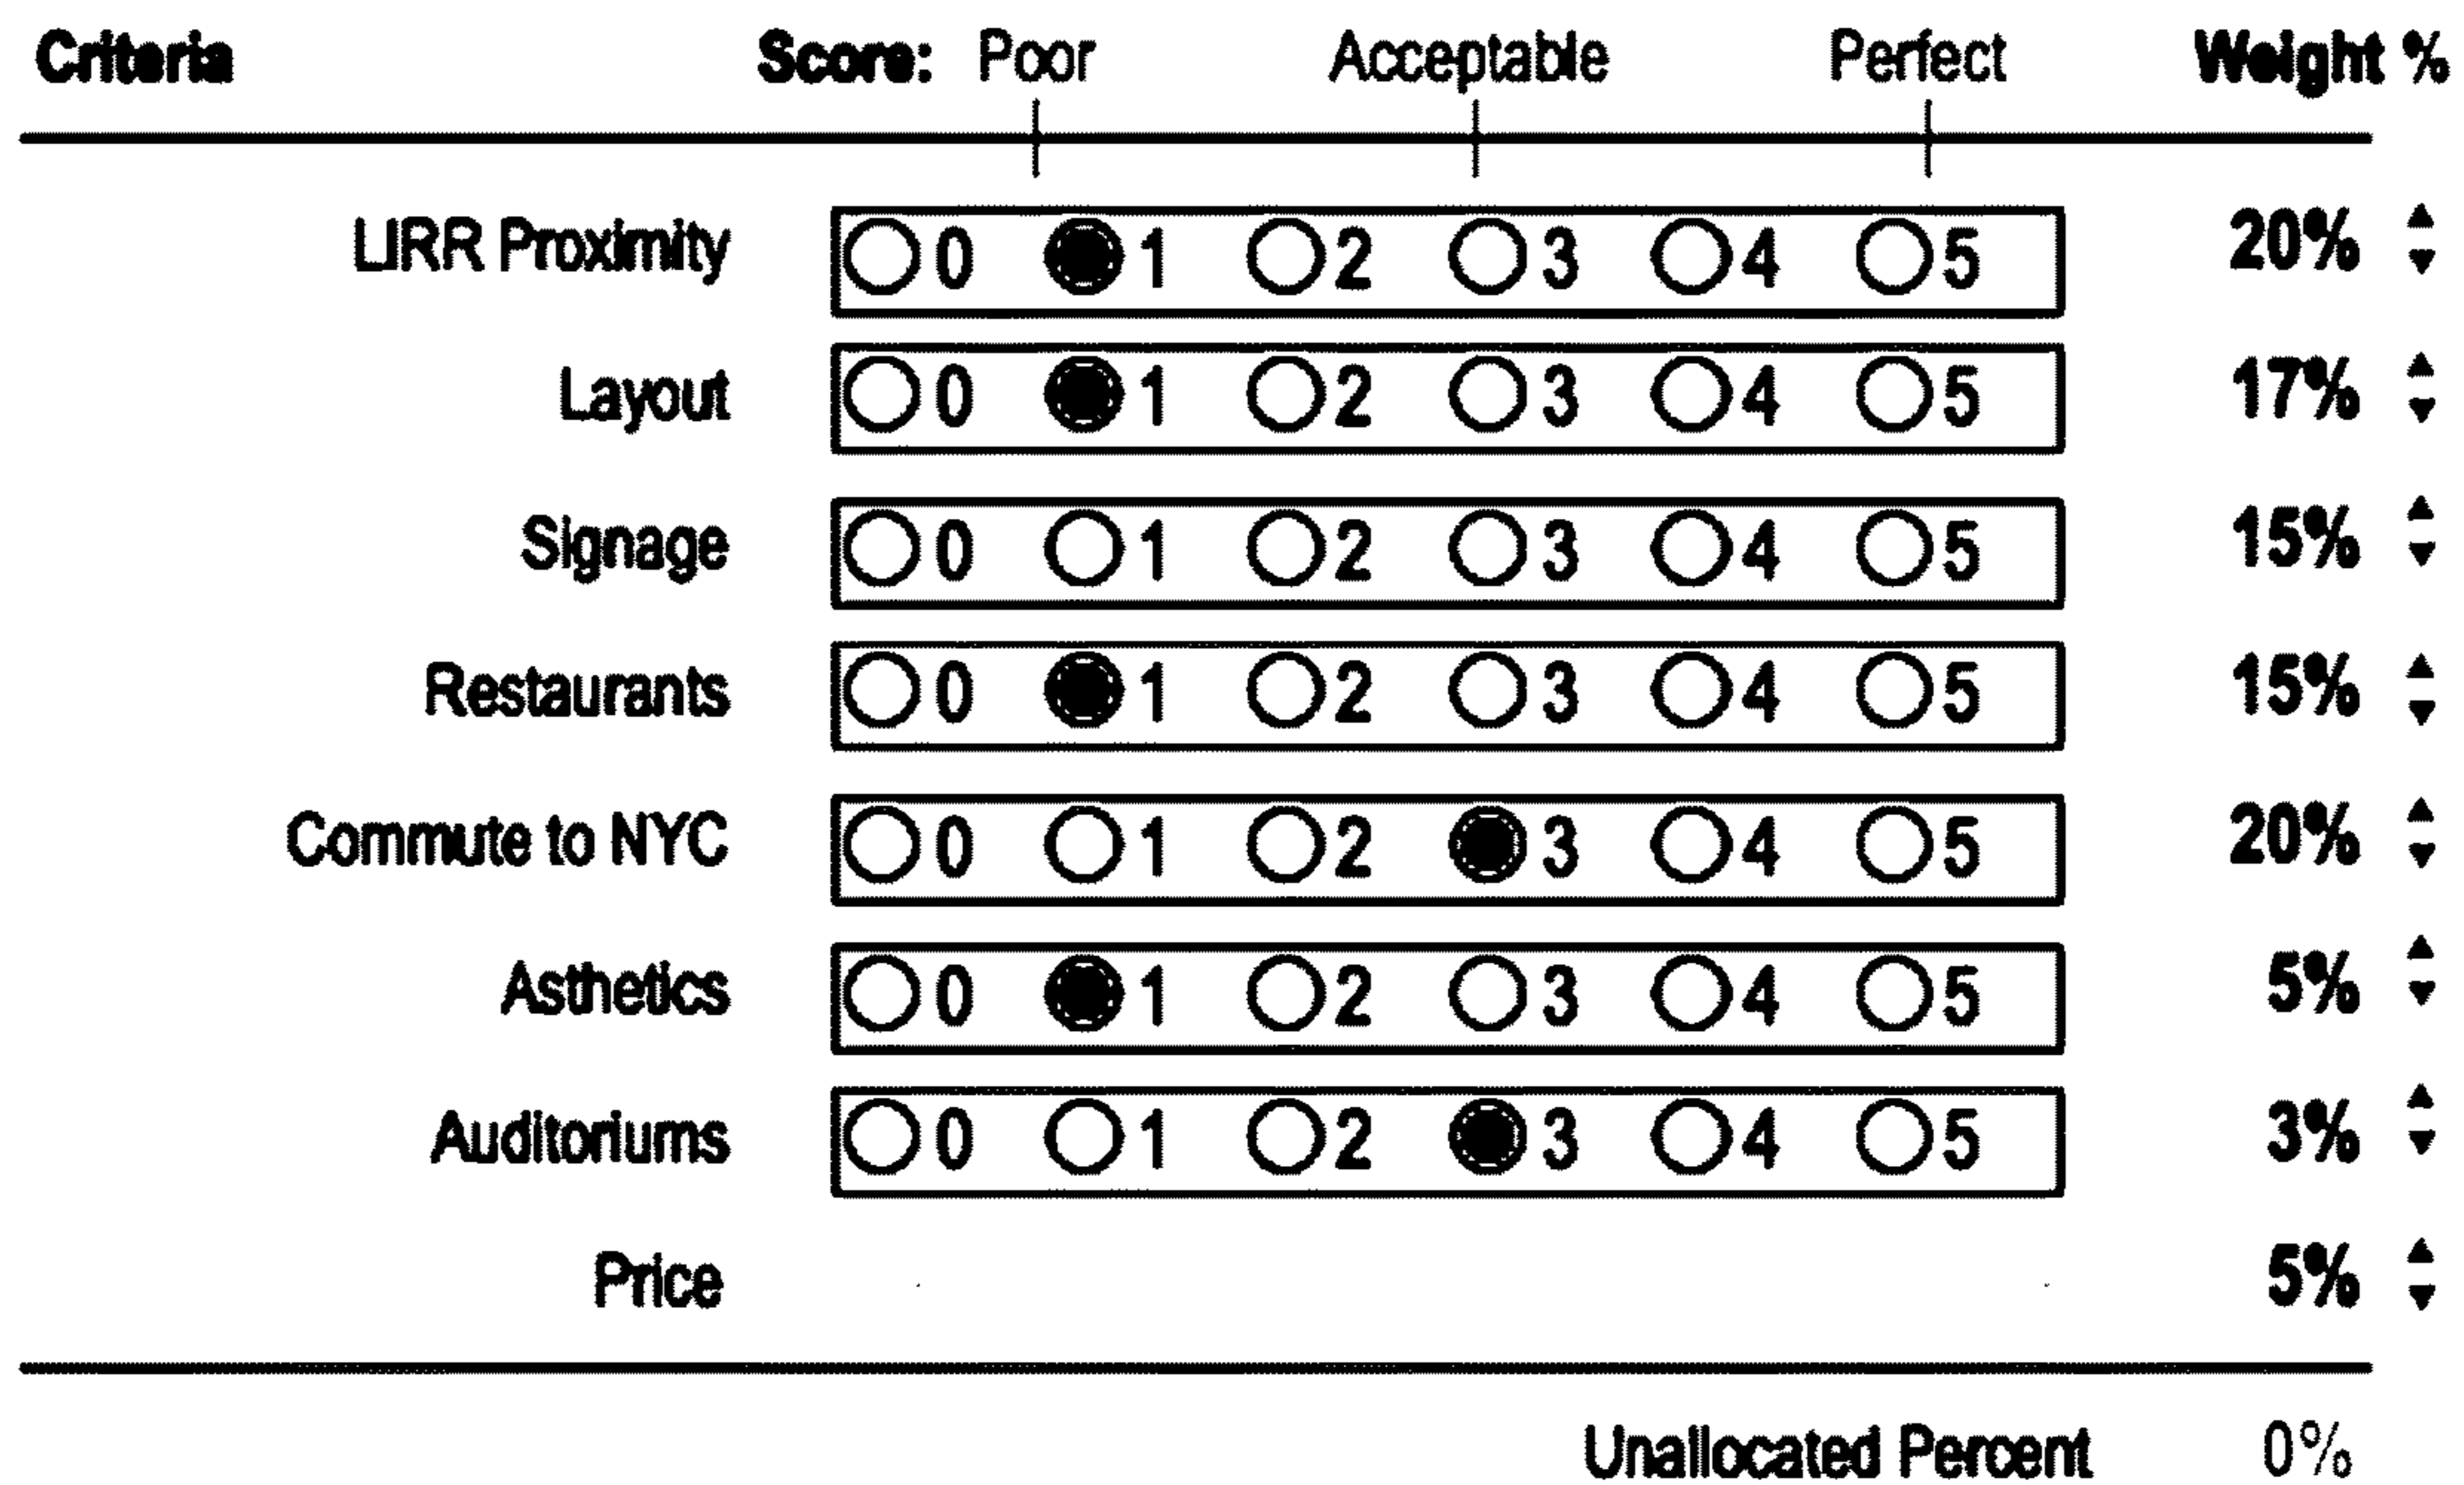 Criteria Score: Poor Acceptable Perfect Weight %
LIRR Proximity 0 1 2 3 4 5 20%
Layout 0 1 2 3 4 5 17%
Signage 0 1 2 3 4 5 15%
Restaurants 0 1 2 3 4 5 15%
Commute to NYC 0 1 2 3 4 5 20%
Asthetics 0 1 2 3 4 5 5%
Auditoriums 0 1 2 3 4 5 3%
Price 5%
Unallocated Percent 0%